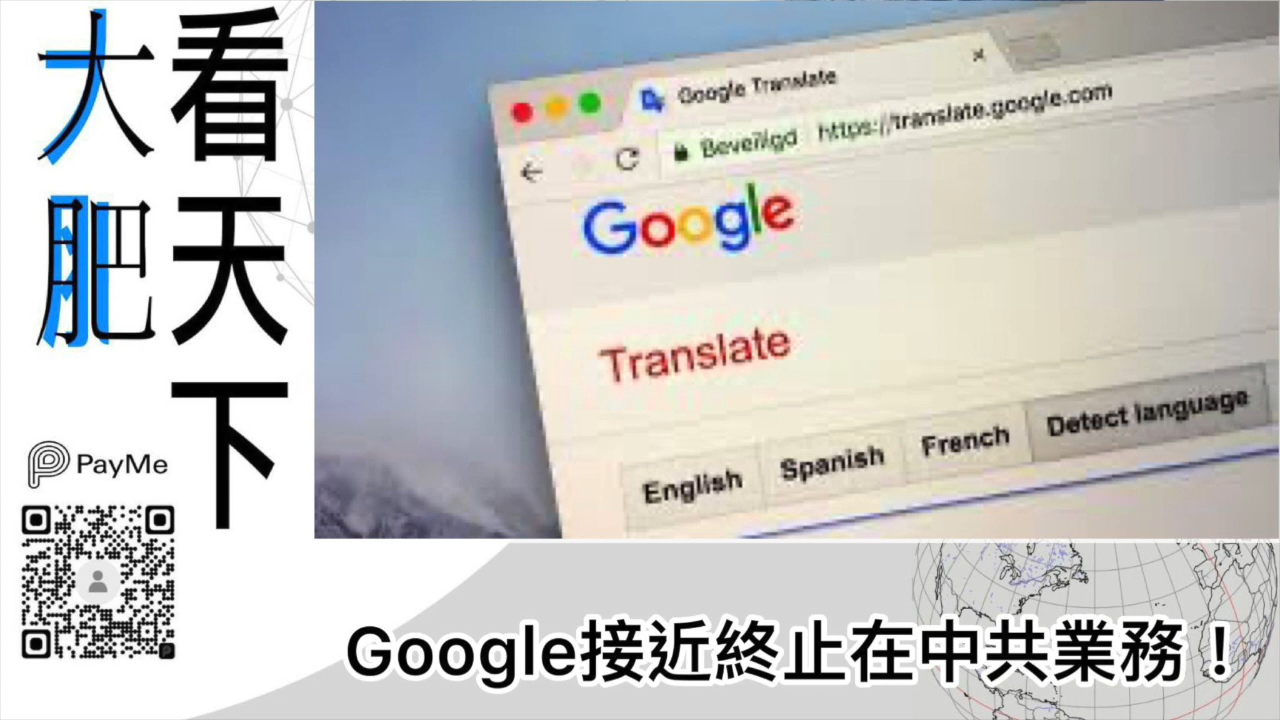 大肥
看天下
PayMe
Google Translate
Beveiligd https://translate.google.com
Google
Translate
English Spanish French Detect language
Google接近終止在中共業務！